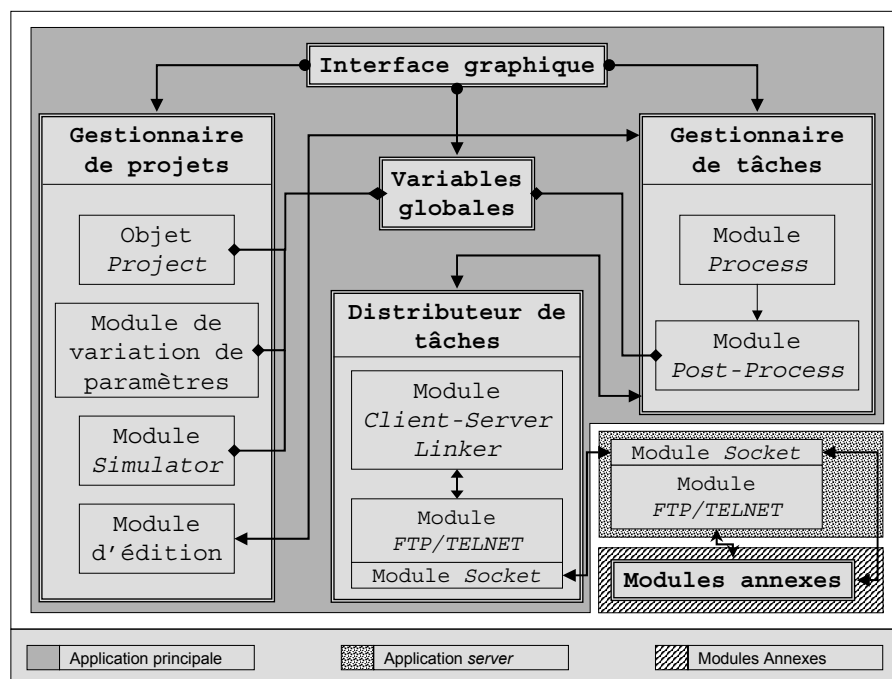 Interface graphique
Gestionnaire
de projets
Objet
Project
Module de
variation de
paramètres
Module
Simulator
Module
d'édition
Variables
globales
Distributeur de
tâches
Module
Client-Server
Linker
Module
FTP/TELNET
Module Socket
Gestionnaire
de tâches
Module
Process
Module
Post-Process
Module Socket
Module
FTP/TELNET
Modules annexes
Application principale
Application server
Modules Annexes